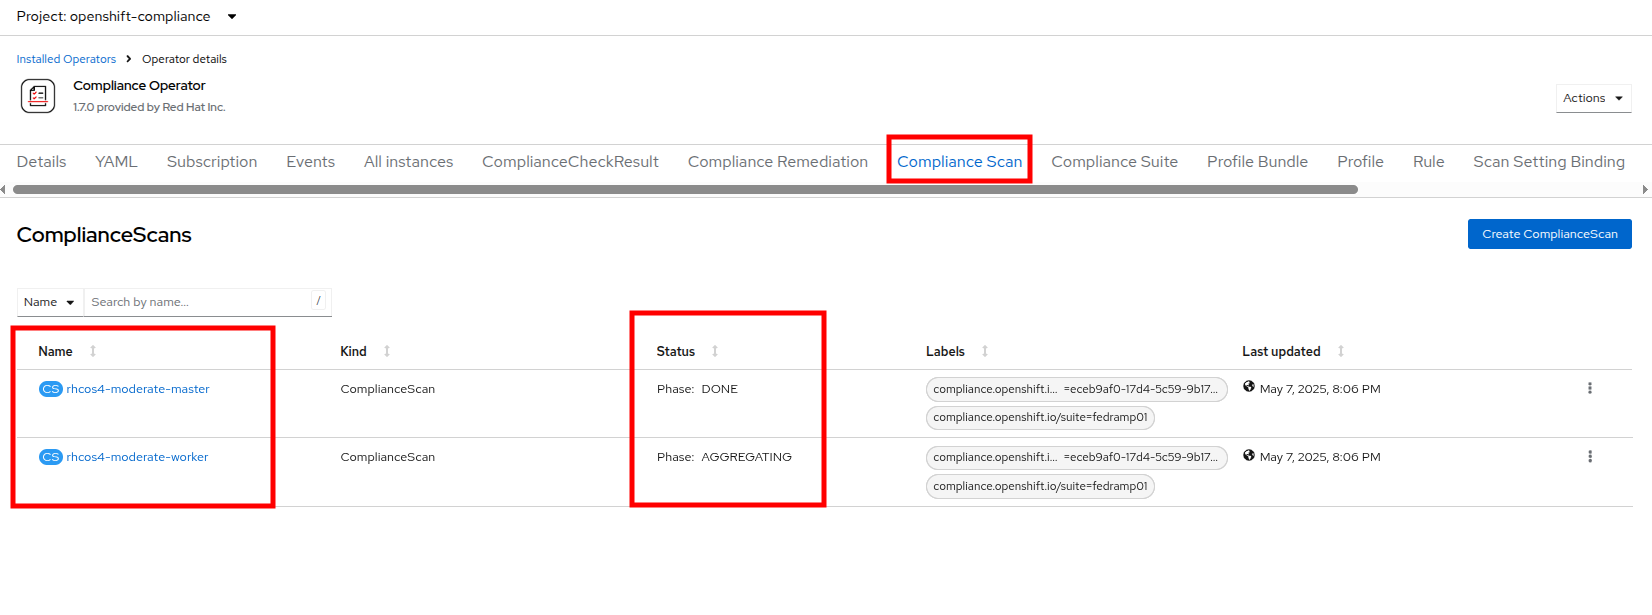 Project: openshift-compliance
Installed Operators > Operator details
Compliance Operator
1.7.0 provided by Red Hat Inc.
Actions
Details YAML Subscription Events All instances ComplianceCheckResult Compliance Remediation Compliance Scan Compliance Suite Profile Bundle Profile Rule Scan Setting Binding
ComplianceScans
Create ComplianceScan
Name Search by name... /
Name Kind Status Labels Last updated
CS rhcos4-moderate-master ComplianceScan Phase: DONE compliance.openshift.i... =eceb9af0-17d4-5c59-9b17... May 7, 2025, 8:06 PM
compliance.openshift.io/suite=fedramp01
CS rhcos4-moderate-worker ComplianceScan Phase: AGGREGATING compliance.openshift.i... =eceb9af0-17d4-5c59-9b17... May 7, 2025, 8:06 PM
compliance.openshift.io/suite=fedramp01